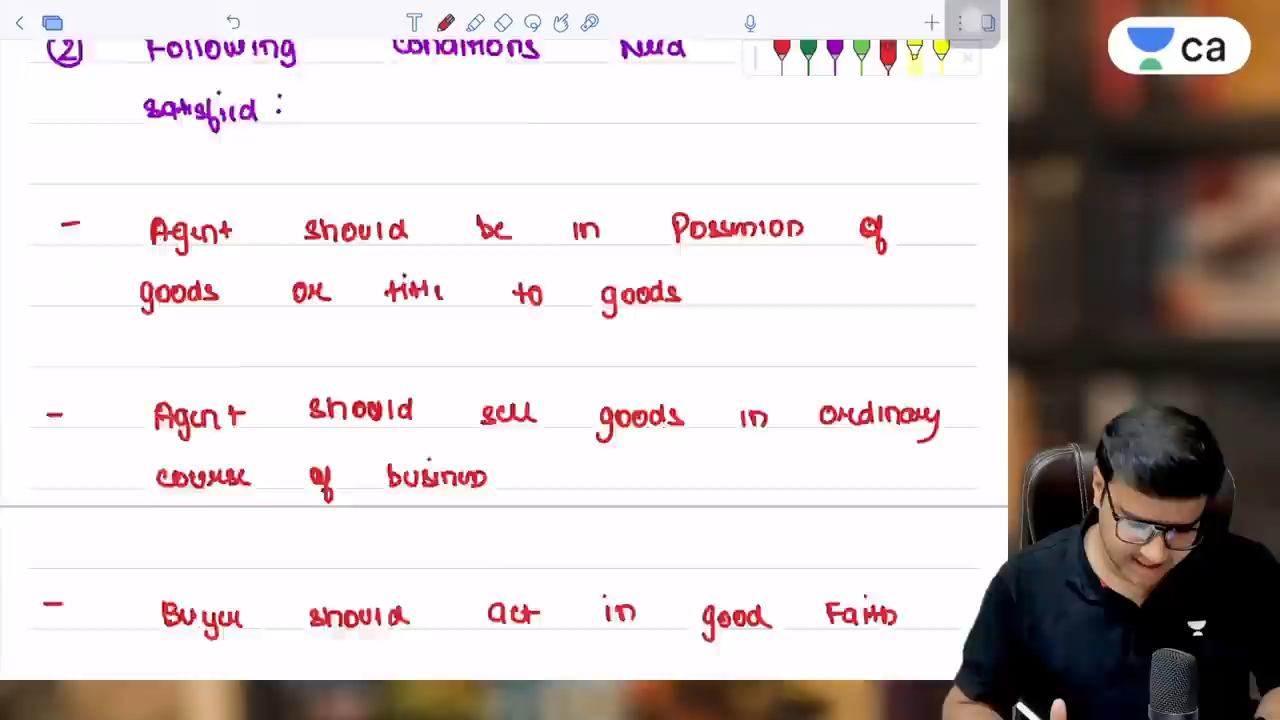 ca
(2) Following conditions Need
satisfied :
- Agent should be in Possession of
goods or title to goods
- Agent should sell goods in ordinary
course of business
- Buyer should act in good Faith